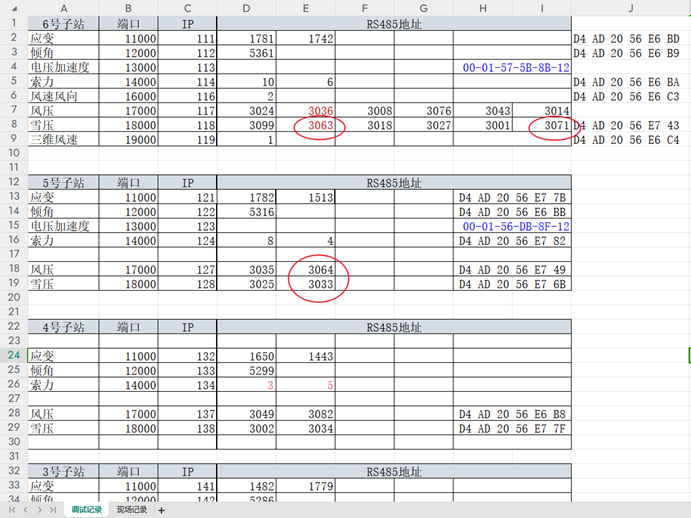 A B C D E F G H I J
1 6号子站 端口 IP RS485地址
2 应变 11000 111 1781 1742 D4 AD 20 56 E6 BD
3 倾角 12000 112 5361 D4 AD 20 56 E6 B9
4 电压加速度 13000 113 00-01-57-5B-8B-12
5 索力 14000 114 10 6 D4 AD 20 56 E6 BA
6 风速风向 16000 116 2 D4 AD 20 56 E6 C3
7 风压 17000 117 3024 3036 3008 3076 3043 3014
8 雪压 18000 118 3099 3063 3018 3027 3001 3071 D4 AD 20 56 E7 43
9 三维风速 19000 119 1 D4 AD 20 56 E6 C4
10
11
12 5号子站 端口 IP RS485地址
13 应变 11000 121 1782 1513 D4 AD 20 56 E7 7B
14 倾角 12000 122 5316 D4 AD 20 56 E6 BB
15 电压加速度 13000 123 00-01-56-DB-8F-12
16 索力 14000 124 8 4 D4 AD 20 56 E7 82
17
18 风压 17000 127 3035 3064 D4 AD 20 56 E7 49
19 雪压 18000 128 3025 3033 D4 AD 20 56 E7 6B
20
21
22 4号子站 端口 IP RS485地址
23
24 应变 11000 132 1650 1443
25 倾角 12000 133 5299
26 索力 14000 134 3 5
27
28 风压 17000 137 3049 3082 D4 AD 20 56 E6 B8
29 雪压 18000 138 3002 3034 D4 AD 20 56 E7 7F
30
31
32 3号子站 端口 IP RS485地址
33 应变 11000 141 1482 1779
34 倾角 12000 142 5286
调试记录 现场记录 +